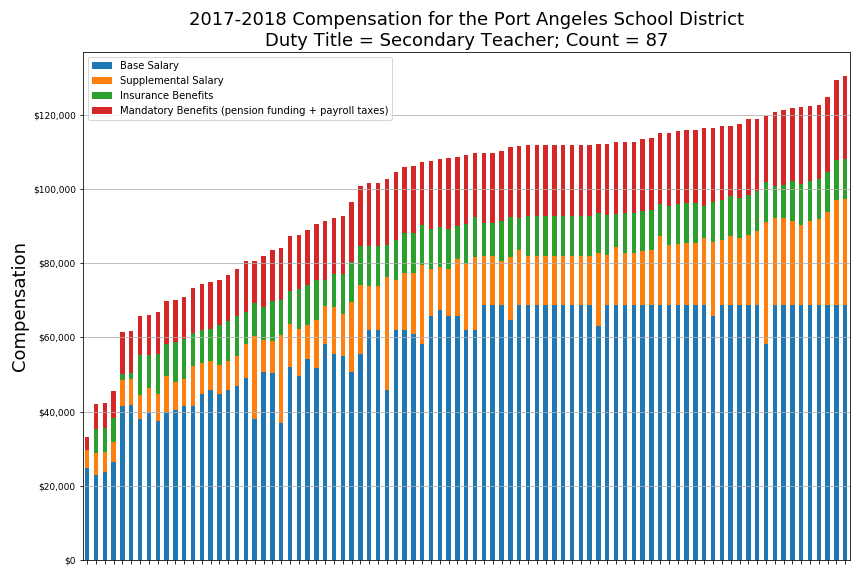 2017-2018 Compensation for the Port Angeles School District
Duty Title = Secondary Teacher; Count = 87
Base Salary
Supplemental Salary
Insurance Benefits
Mandatory Benefits (pension funding + payroll taxes)
Compensation
$120,000
$100,000
$80,000
$60,000
$40,000
$20,000
$0